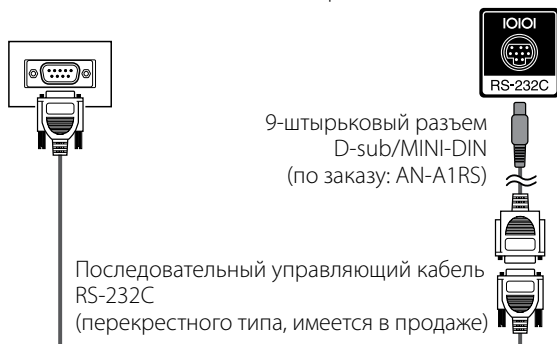 IOIOI
RS-232C
9-штырьковый разъем
D-sub/MINI-DIN
(по заказу: AN-A1RS)
Последовательный управляющий кабель
RS-232C
(перекрестного типа, имеется в продаже)